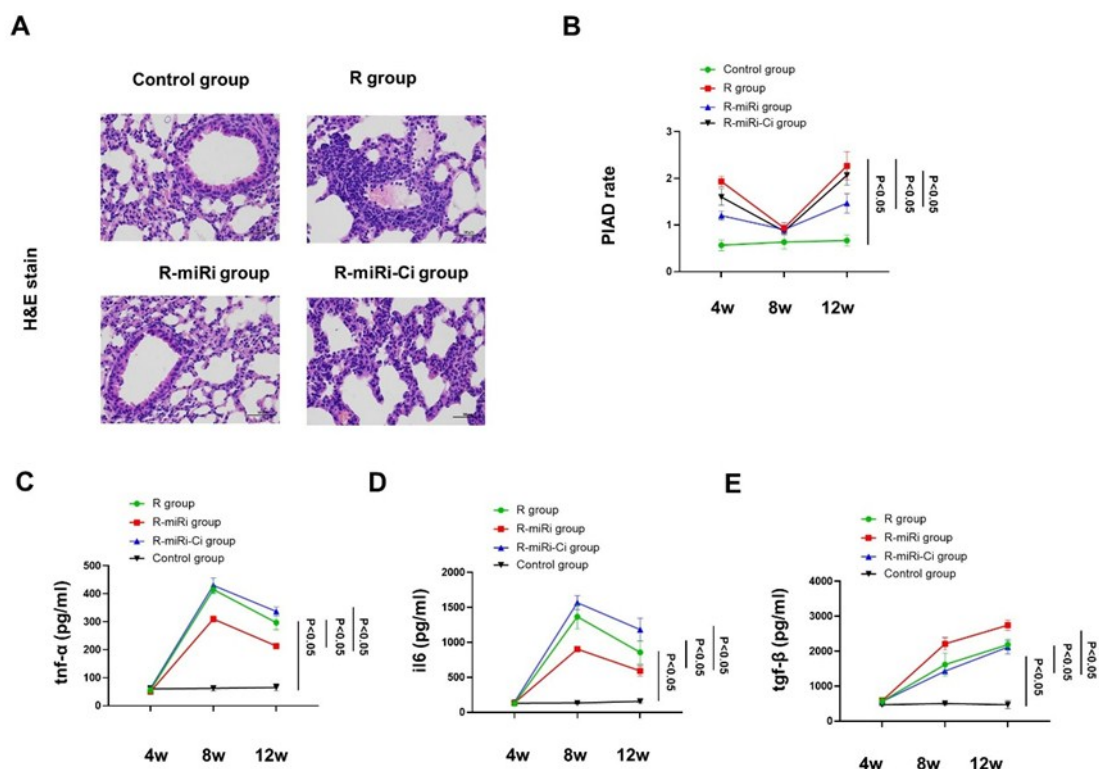 A
Control group
R group
R-miRi group
R-miRi-Ci group
H&E stain
B
Control group
R group
R-miRi group
R-miRi-Ci group
PIAD rate
3
2
1
0
4w
8w
12w
P<0.05
P<0.05
P<0.05
C
R group
R-miRi group
R-miRi-Ci group
Control group
tnf-α (pg/ml)
500
400
300
200
100
0
4w
8w
12w
P<0.05
P<0.05
P<0.05
D
R group
R-miRi group
R-miRi-Ci group
Control group
il6 (pg/ml)
1500
1000
500
0
4w
8w
12w
P<0.05
P<0.05
P<0.05
E
R group
R-miRi group
R-miRi-Ci group
Control group
tgf-β (pg/ml)
4000
3000
2000
1000
0
4w
8w
12w
P<0.05
P<0.05
P<0.05